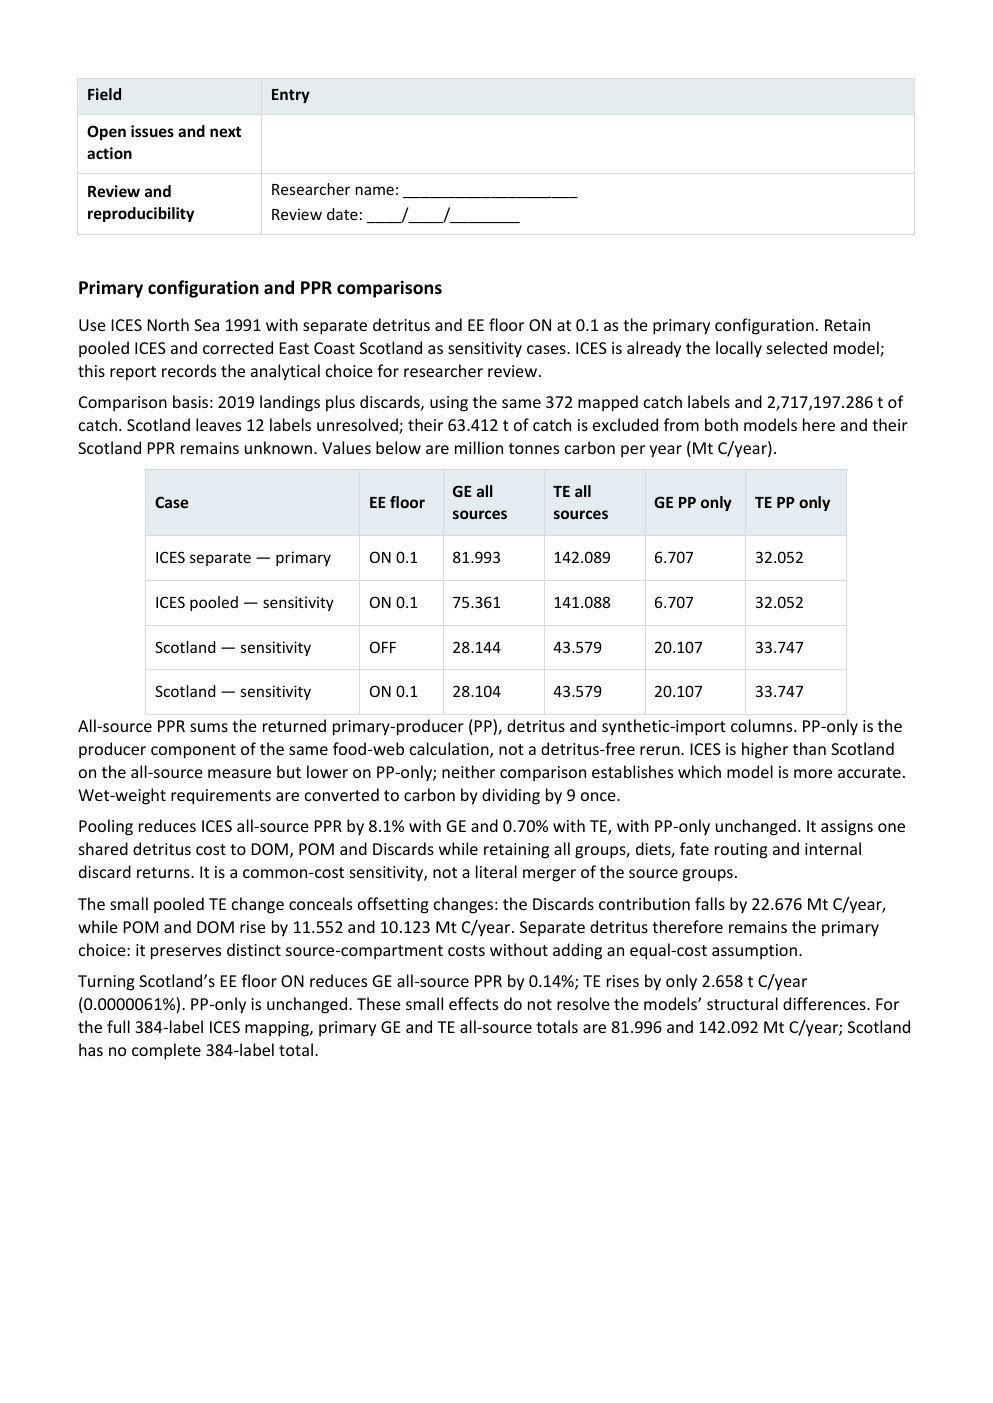 Field Entry
Open issues and next
action
Review and
reproducibility
Researcher name: ____________________
Review date: ____/____/________
Primary configuration and PPR comparisons
Use ICES North Sea 1991 with separate detritus and EE floor ON at 0.1 as the primary configuration. Retain
pooled ICES and corrected East Coast Scotland as sensitivity cases. ICES is already the locally selected model;
this report records the analytical choice for researcher review.
Comparison basis: 2019 landings plus discards, using the same 372 mapped catch labels and 2,717,197.286 t of
catch. Scotland leaves 12 labels unresolved; their 63.412 t of catch is excluded from both models here and their
Scotland PPR remains unknown. Values below are million tonnes carbon per year (Mt C/year).
Case EE floor GE all sources TE all sources GE PP only TE PP only
ICES separate — primary ON 0.1 81.993 142.089 6.707 32.052
ICES pooled — sensitivity ON 0.1 75.361 141.088 6.707 32.052
Scotland — sensitivity OFF 28.144 43.579 20.107 33.747
Scotland — sensitivity ON 0.1 28.104 43.579 20.107 33.747
All-source PPR sums the returned primary-producer (PP), detritus and synthetic-import columns. PP-only is the
producer component of the same food-web calculation, not a detritus-free rerun. ICES is higher than Scotland
on the all-source measure but lower on PP-only; neither comparison establishes which model is more accurate.
Wet-weight requirements are converted to carbon by dividing by 9 once.
Pooling reduces ICES all-source PPR by 8.1% with GE and 0.70% with TE, with PP-only unchanged. It assigns one
shared detritus cost to DOM, POM and Discards while retaining all groups, diets, fate routing and internal
discard returns. It is a common-cost sensitivity, not a literal merger of the source groups.
The small pooled TE change conceals offsetting changes: the Discards contribution falls by 22.676 Mt C/year,
while POM and DOM rise by 11.552 and 10.123 Mt C/year. Separate detritus therefore remains the primary
choice: it preserves distinct source-compartment costs without adding an equal-cost assumption.
Turning Scotland’s EE floor ON reduces GE all-source PPR by 0.14%; TE rises by only 2.658 t C/year
(0.0000061%). PP-only is unchanged. These small effects do not resolve the models’ structural differences. For
the full 384-label ICES mapping, primary GE and TE all-source totals are 81.996 and 142.092 Mt C/year; Scotland
has no complete 384-label total.